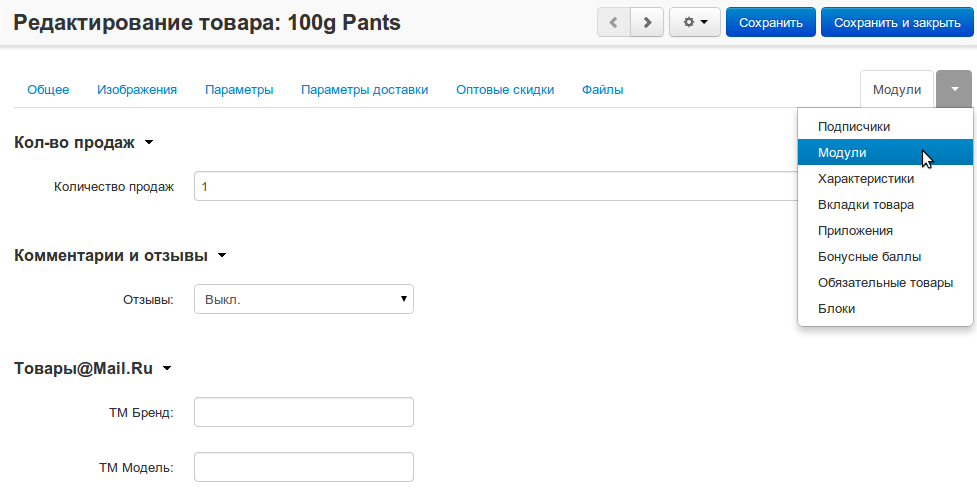 Редактирование товара: 100g Pants
Сохранить
Сохранить и закрыть
Общее
Изображения
Параметры
Параметры доставки
Оптовые скидки
Файлы
Модули
Подписчики
Модули
Характеристики
Вкладки товара
Приложения
Бонусные баллы
Обязательные товары
Блоки
Кол-во продаж
Количество продаж
1
Комментарии и отзывы
Отзывы:
Выкл.
Товары@Mail.Ru
ТМ Бренд:
ТМ Модель: